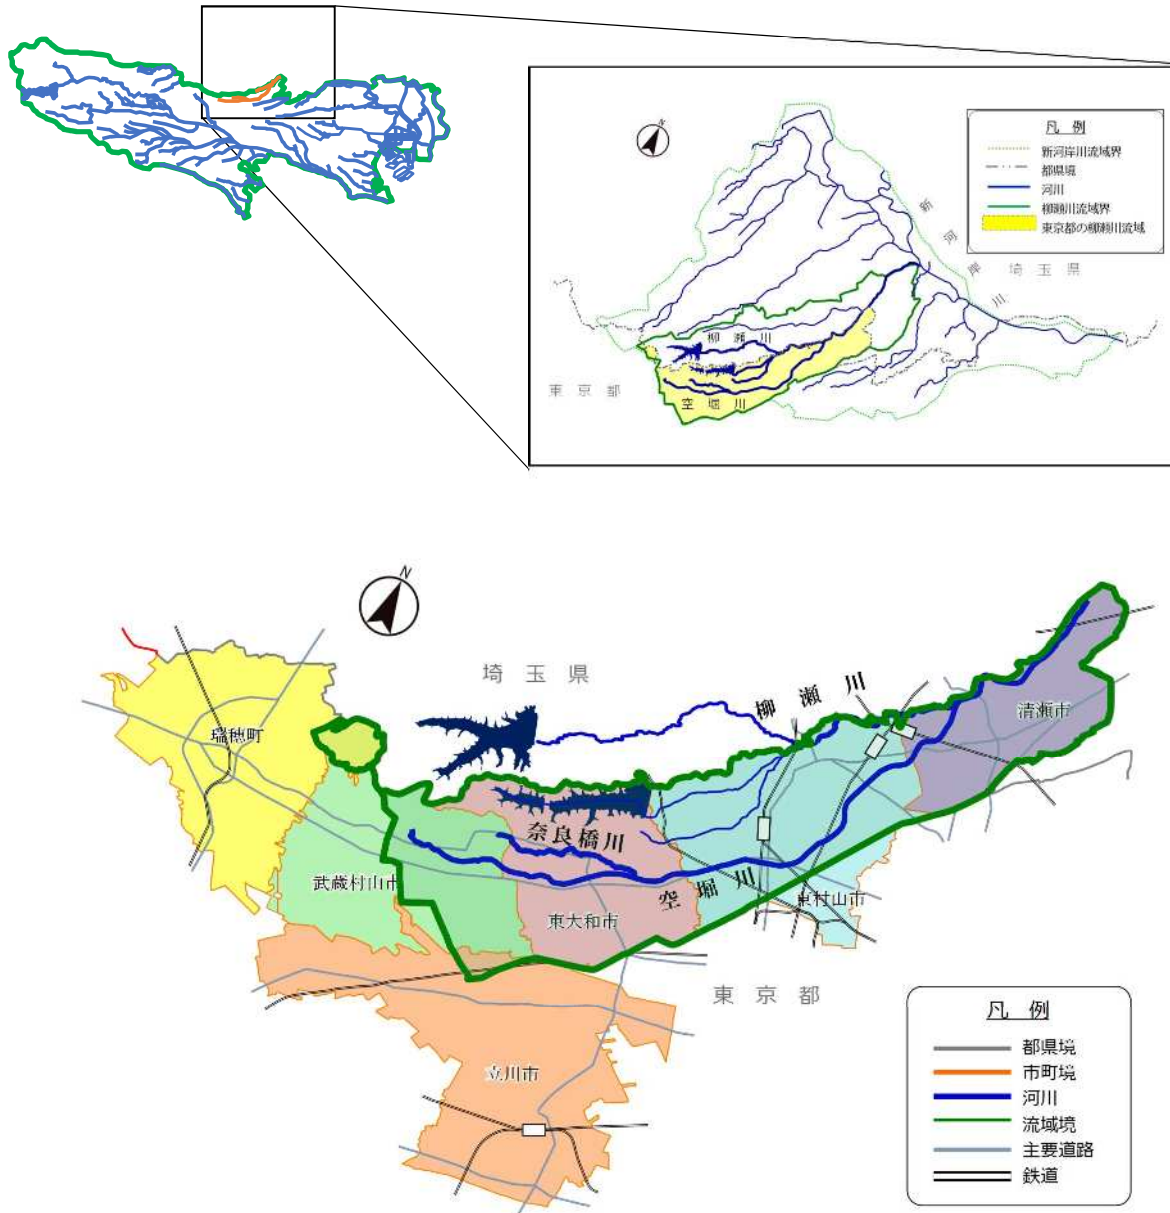 N
凡 例
新河岸川流域界
都県境
河川
柳瀬川流域界
東京都の柳瀬川流域
新河岸川
埼玉県
柳瀬川
東京都
空堀川
N
埼玉県
柳瀬川
清瀬市
瑞穂町
奈良橋川
武蔵村山市
空堀川
東村山市
東大和市
東京都
立川市
凡 例
都県境
市町境
河川
流域境
主要道路
鉄道